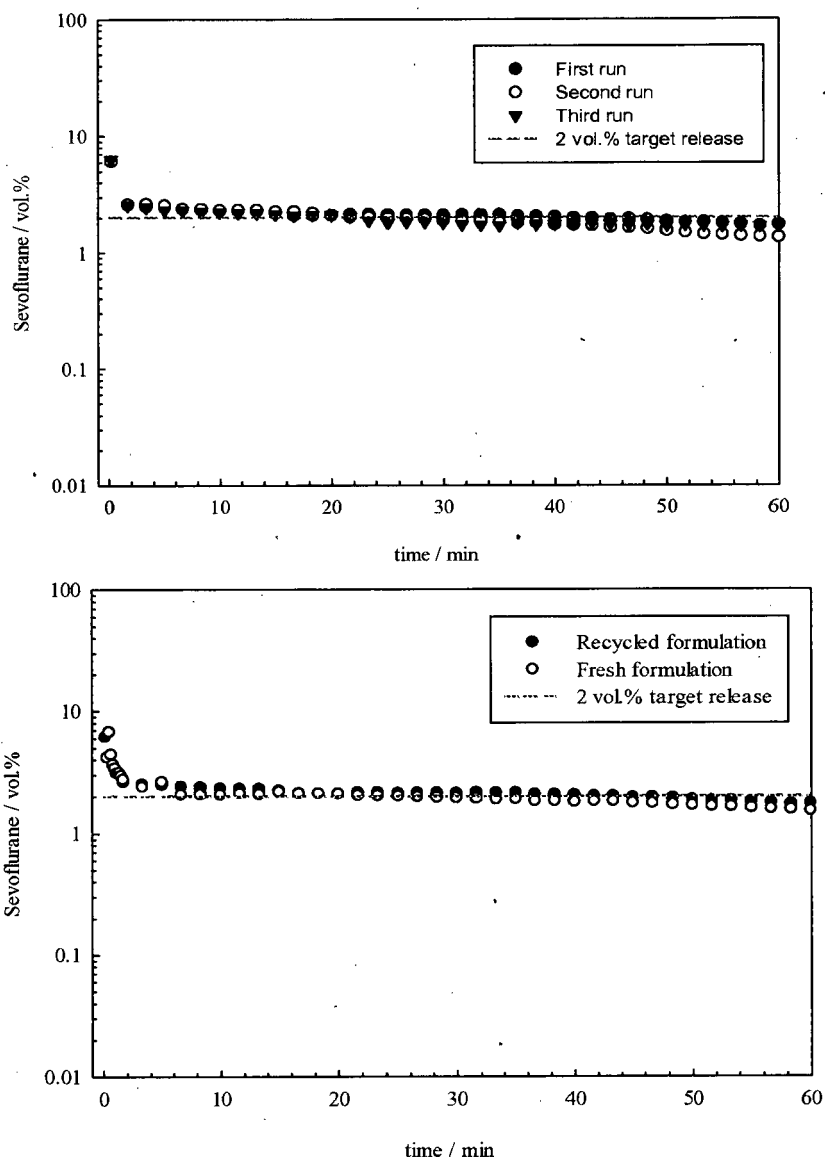 100
10
1
0.1
0.01
Sevoflurane / vol.%
First run
Second run
Third run
2 vol.% target release
0
10
20
30
40
50
60
time / min
100
10
1
0.1
0.01
Sevoflurane / vol.%
Recycled formulation
Fresh formulation
2 vol.% target release
0
10
20
30
40
50
60
time / min